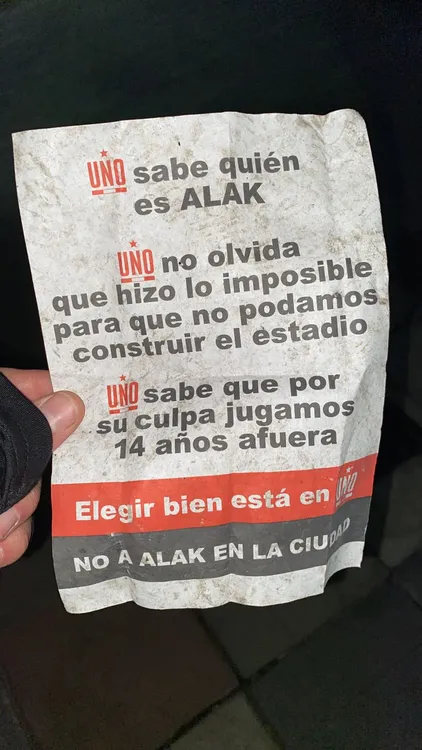 UNO sabe quién
es ALAK
UNO no olvida
que hizo lo imposible
para que no podamos
construir el estadio
UNO sabe que por
su culpa jugamos
14 años afuera
Elegir bien está en UNO
NO A ALAK EN LA CIUDAD